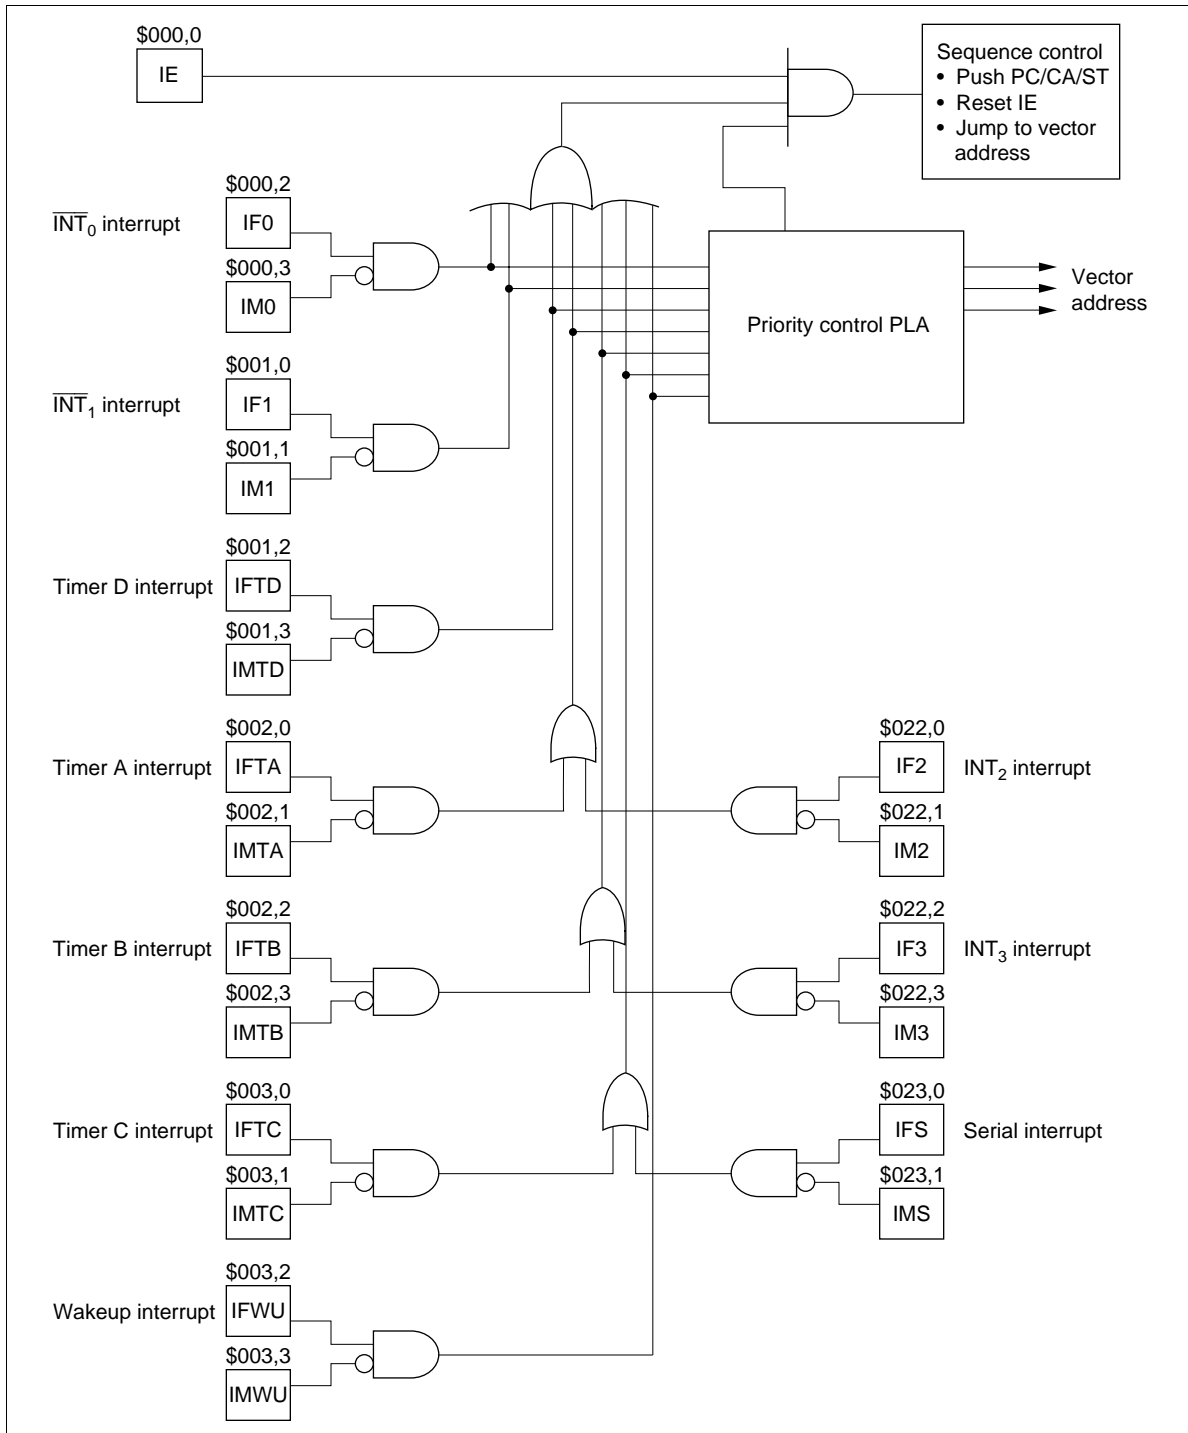 $000,0
IE
Sequence control
• Push PC/CA/ST
• Reset IE
• Jump to vector
address
$000,2
IF0
I̅N̅T̅₀ interrupt
$000,3
IM0
Priority control PLA
Vector
address
$001,0
IF1
I̅N̅T̅₁ interrupt
$001,1
IM1
$001,2
IFTD
Timer D interrupt
$001,3
IMTD
$002,0
IFTA
Timer A interrupt
$002,1
IMTA
$022,0
IF2
INT₂ interrupt
$022,1
IM2
$002,2
IFTB
Timer B interrupt
$002,3
IMTB
$022,2
IF3
INT₃ interrupt
$022,3
IM3
$003,0
IFTC
Timer C interrupt
$003,1
IMTC
$023,0
IFS
Serial interrupt
$023,1
IMS
$003,2
IFWU
Wakeup interrupt
$003,3
IMWU